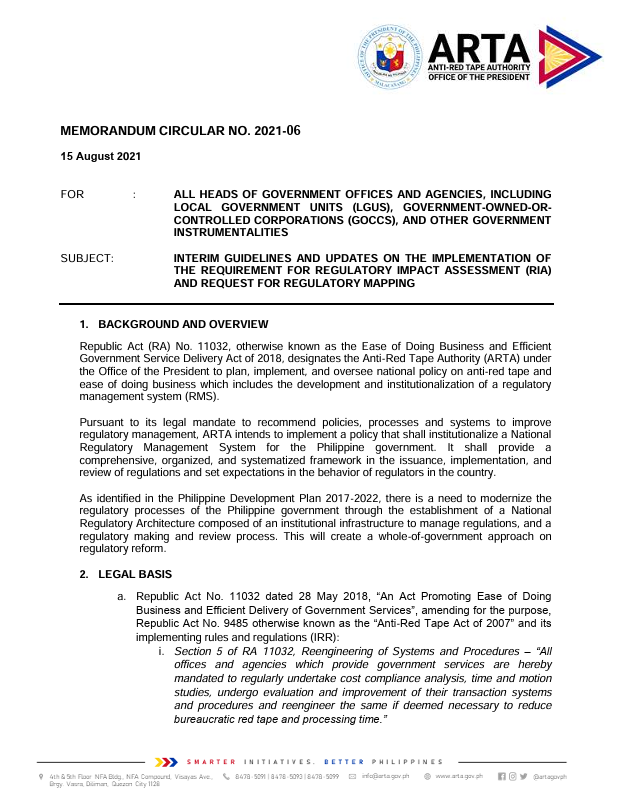 ARTA
ANTI-RED TAPE AUTHORITY
OFFICE OF THE PRESIDENT
MEMORANDUM CIRCULAR NO. 2021-06
15 August 2021
FOR : ALL HEADS OF GOVERNMENT OFFICES AND AGENCIES, INCLUDING
LOCAL GOVERNMENT UNITS (LGUS), GOVERNMENT-OWNED-OR-
CONTROLLED CORPORATIONS (GOCCS), AND OTHER GOVERNMENT
INSTRUMENTALITIES
SUBJECT: INTERIM GUIDELINES AND UPDATES ON THE IMPLEMENTATION OF
THE REQUIREMENT FOR REGULATORY IMPACT ASSESSMENT (RIA)
AND REQUEST FOR REGULATORY MAPPING
1. BACKGROUND AND OVERVIEW
Republic Act (RA) No. 11032, otherwise known as the Ease of Doing Business and Efficient
Government Service Delivery Act of 2018, designates the Anti-Red Tape Authority (ARTA) under
the Office of the President to plan, implement, and oversee national policy on anti-red tape and
ease of doing business which includes the development and institutionalization of a regulatory
management system (RMS).
Pursuant to its legal mandate to recommend policies, processes and systems to improve
regulatory management, ARTA intends to implement a policy that shall institutionalize a National
Regulatory Management System for the Philippine government. It shall provide a
comprehensive, organized, and systematized framework in the issuance, implementation, and
review of regulations and set expectations in the behavior of regulators in the country.
As identified in the Philippine Development Plan 2017-2022, there is a need to modernize the
regulatory processes of the Philippine government through the establishment of a National
Regulatory Architecture composed of an institutional infrastructure to manage regulations, and a
regulatory making and review process. This will create a whole-of-government approach on
regulatory reform.
2. LEGAL BASIS
a. Republic Act No. 11032 dated 28 May 2018, “An Act Promoting Ease of Doing
Business and Efficient Delivery of Government Services”, amending for the purpose,
Republic Act No. 9485 otherwise known as the “Anti-Red Tape Act of 2007” and its
implementing rules and regulations (IRR):
i. Section 5 of RA 11032, Reengineering of Systems and Procedures – “All
offices and agencies which provide government services are hereby
mandated to regularly undertake cost compliance analysis, time and motion
studies, undergo evaluation and improvement of their transaction systems
and procedures and reengineer the same if deemed necessary to reduce
bureaucratic red tape and processing time.”
SMARTER INITIATIVES. BETTER PHILIPPINES
4th & 5th Floor NFA Bldg., NFA Compound, Visayas Ave., 8478-5091 | 8478-5093 | 8478-5099 info@arta.gov.ph www.arta.gov.ph @artagovph
Brgy. Vasra, Diliman, Quezon City 1128